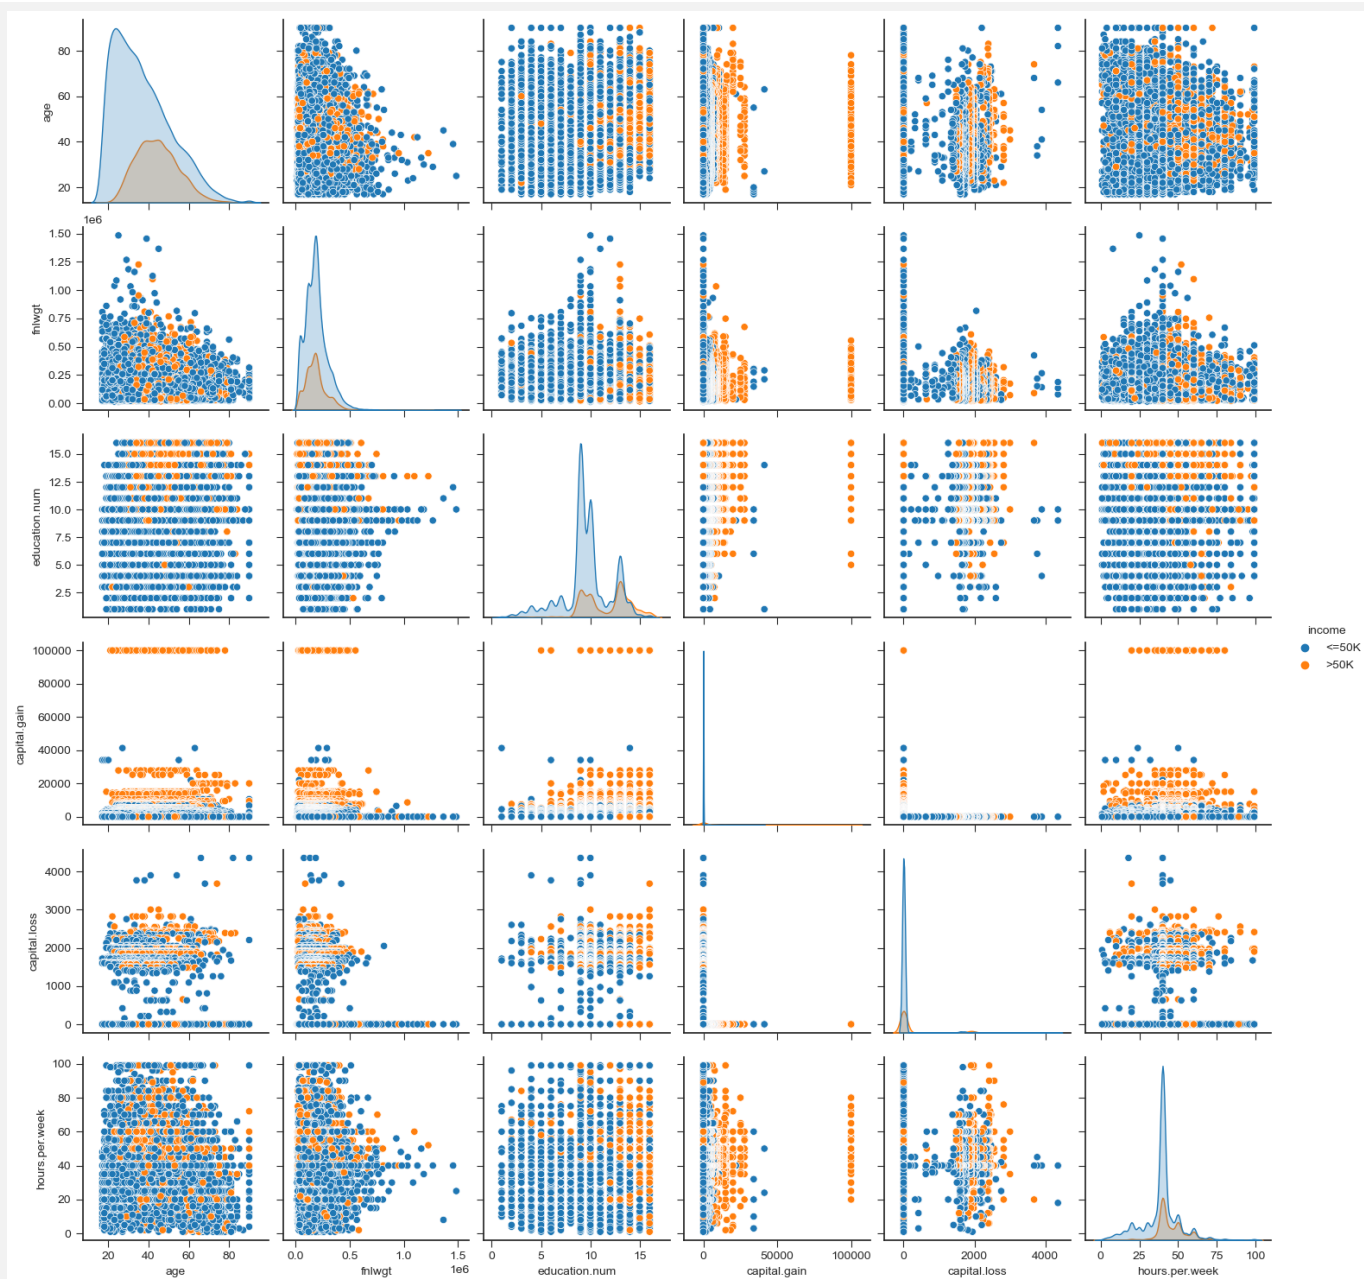 80
60
40
20
age
1e6
1.50
1.25
1.00
0.75
0.50
0.25
0.00
fnlwgt
15.0
12.5
10.0
7.5
5.0
2.5
education.num
income
<=50K
>50K
100000
80000
60000
40000
20000
0
capital.gain
4000
3000
2000
1000
0
capital.loss
100
80
60
40
20
0
hours.per.week
20 40 60 80
0.0 0.5 1.0 1.5
0 5 10 15
0 50000 100000
0 2000 4000
0 25 50 75 100
1e6
age fnlwgt education.num capital.gain capital.loss hours.per.week